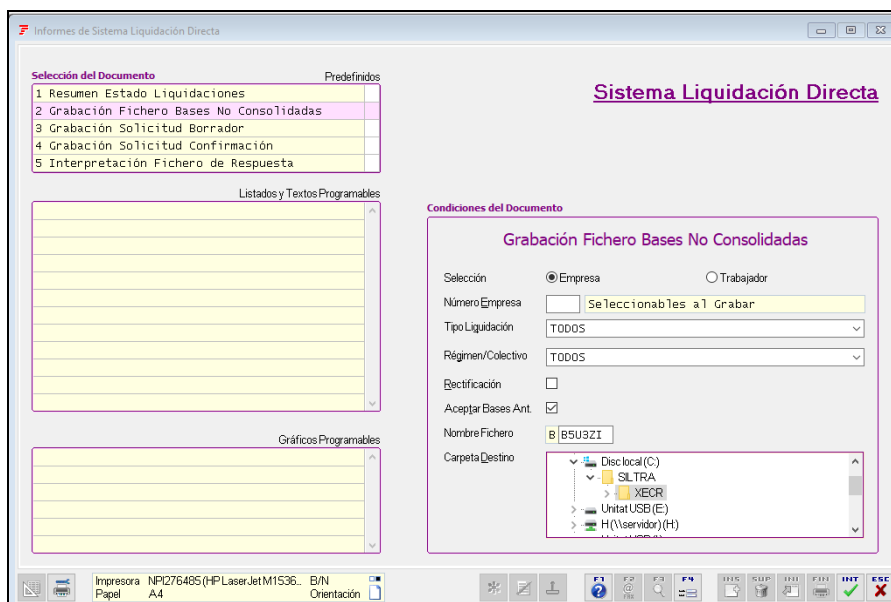 Informes de Sistema Liquidación Directa
Selección del Documento Predefinidos
1 Resumen Estado Liquidaciones
2 Grabación Fichero Bases No Consolidadas
3 Grabación Solicitud Borrador
4 Grabación Solicitud Confirmación
5 Interpretación Fichero de Respuesta
Sistema Liquidación Directa
Listados y Textos Programables
Condiciones del Documento
Grabación Fichero Bases No Consolidadas
Selección Empresa Trabajador
Número Empresa Seleccionables al Grabar
Tipo Liquidación TODOS
Régimen/Colectivo TODOS
Rectificación
Aceptar Bases Ant.
Nombre Fichero B B5U3ZI
Carpeta Destino
Disc local (C:)
SILTRA
XECR
Unitat USB (E:)
H (\\servidor) (H:)
Gráficos Programables
Impresora NPI276485 (HP LaserJet M1536... B/N
Papel A4 Orientación
F1 F2 F3 F4 INS SUP INI FIN INT ESC